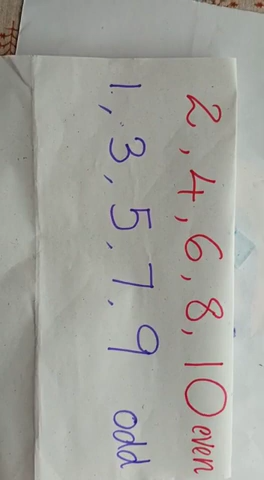 2, 4, 6, 8, 10 even
1, 3, 5, 7, 9 odd